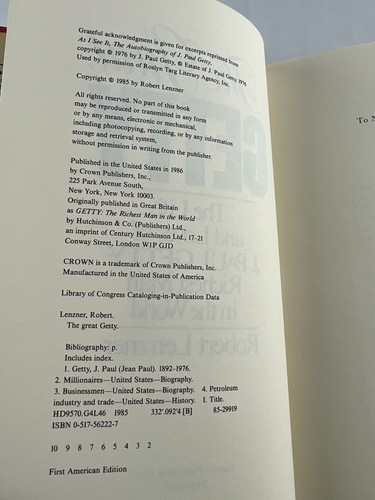 Grateful acknowledgment is given for excerpts reprinted from
As I See It, The Autobiography of J. Paul Getty,
copyright © 1976 by J. Paul Getty, © Estate of J. Paul Getty 1976
Used by permission of Roslyn Targ Literary Agency, Inc.
Copyright © 1985 by Robert Lenzner
All rights reserved. No part of this book
may be reproduced or transmitted in any form
or by any means, electronic or mechanical,
including photocopying, recording, or by any information
storage and retrieval system,
without permission in writing from the publisher.
Published in the United States in 1986
by Crown Publishers, Inc.,
225 Park Avenue South,
New York, New York 10003.
Originally published in Great Britain
as GETTY: The Richest Man in the World
by Hutchinson & Co. (Publishers) Ltd.,
an imprint of Century Hutchinson Ltd., 17-21
Conway Street, London W1P GJD
CROWN is a trademark of Crown Publishers, Inc.
Manufactured in the United States of America
Library of Congress Cataloging-in-Publication Data
Lenzner, Robert.
The great Getty.
Bibliography: p.
Includes index.
1. Getty, J. Paul (Jean Paul). 1892-1976.
2. Millionaires—United States—Biography.
3. Businessmen—United States—Biography. 4. Petroleum
industry and trade—United States—History. I. Title.
HD9570.G4L46 1985 332'.092'4 [B] 85-29919
ISBN 0-517-56222-7
10 9 8 7 6 5 4 3 2
First American Edition
To